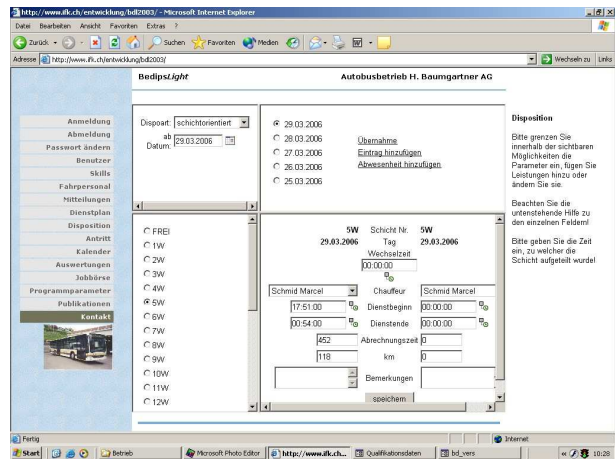 http://www.ifk.ch/entwicklung/bdl2003/ - Microsoft Internet Explorer
Datei Bearbeiten Ansicht Favoriten Extras ?
Zurück Suchen Favoriten Medien
Adresse http://www.ifk.ch/entwicklung/bdl2003/ Wechseln zu Links
BedipsLight Autobusbetrieb H. Baumgartner AG
Anmeldung
Abmeldung
Passwort ändern
Benutzer
Skills
Fahrpersonal
Mitteilungen
Dienstplan
Disposition
Antritt
Kalender
Auswertungen
Jobbörse
Programmparameter
Publikationen
Kontakt
Dispoart: schichtorientiert
ab
Datum: 29.03.2006
29.03.2006
28.03.2006
27.03.2006
26.03.2006
25.03.2006
Übernahme
Eintrag hinzufügen
Abwesenheit hinzufügen
FREI
1W
2W
3W
4W
5W
6W
7W
8W
9W
10W
11W
12W
5W Schicht Nr. 5W
29.03.2006 Tag 29.03.2006
Wechselzeit
00:00:00
Schmid Marcel Chauffeur Schmid Marcel
17:51:00 Dienstbeginn 00:00:00
00:54:00 Dienstende 00:00:00
452 Abrechnungszeit 0
118 km 0
Bemerkungen
speichern
Disposition
Bitte grenzen Sie
innerhalb der sichtbaren
Möglichkeiten die
Parameter ein, fügen Sie
Leistungen hinzu oder
ändern Sie sie.
Beachten Sie die
untenstehende Hilfe zu
den einzelnen Feldern!
Bitte geben Sie die Zeit
ein, zu welcher die
Schicht aufgeteilt wurde!
Fertig Internet
Start Betrieb Microsoft Photo Editor http://www.ifk.ch... Qualifikationsdaten bd_vers 10:28